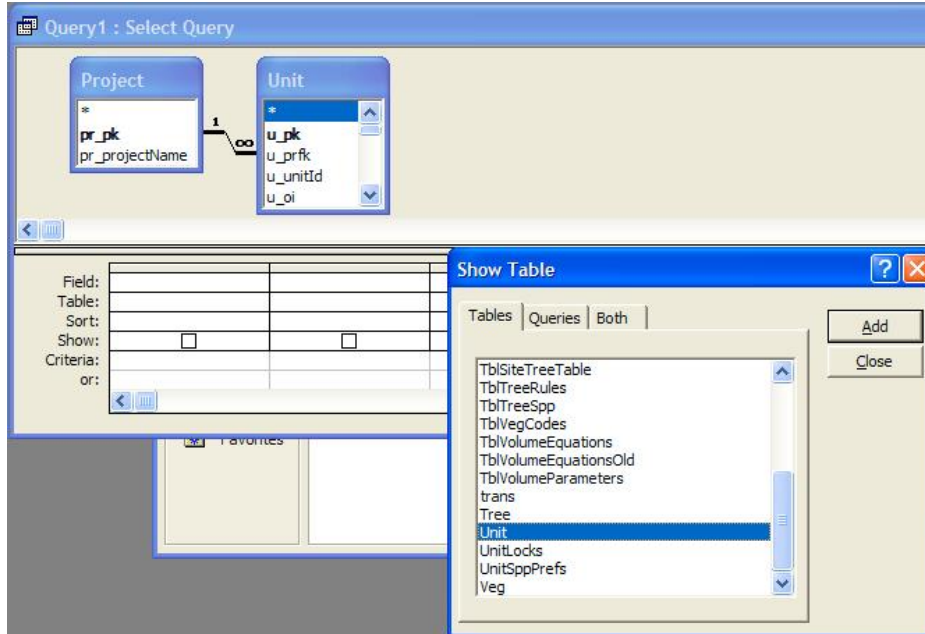 Query1 : Select Query
Project
*
pr_pk
pr_projectName
1
∞
Unit
*
u_pk
u_prfk
u_unitId
u_oi
Field:
Table:
Sort:
Show:
Criteria:
or:
Favorites
Show Table
Tables
Queries
Both
Add
Close
TblSiteTreeTable
TblTreeRules
TblTreeSpp
TblVegCodes
TblVolumeEquations
TblVolumeEquationsOld
TblVolumeParameters
trans
Tree
Unit
UnitLocks
UnitSppPrefs
Veg